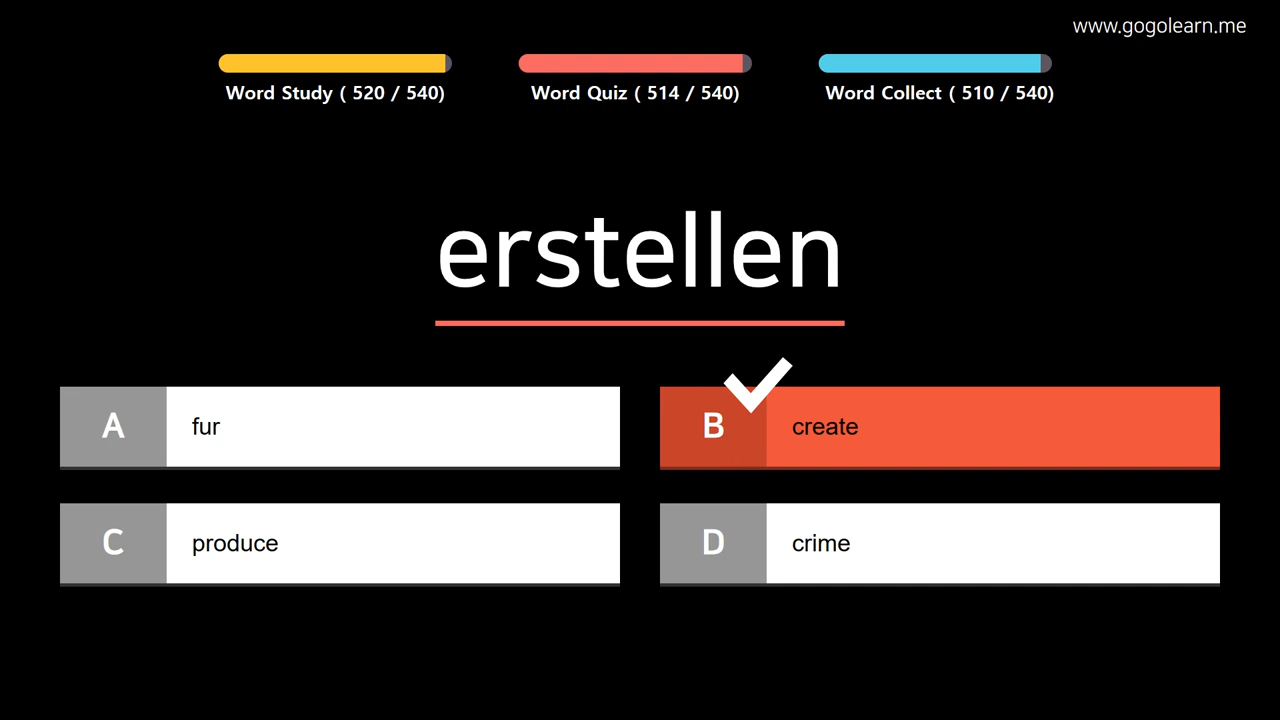 www.gogolearn.me
Word Study ( 520 / 540)
Word Quiz ( 514 / 540)
Word Collect ( 510 / 540)
erstellen
A fur
B create
C produce
D crime